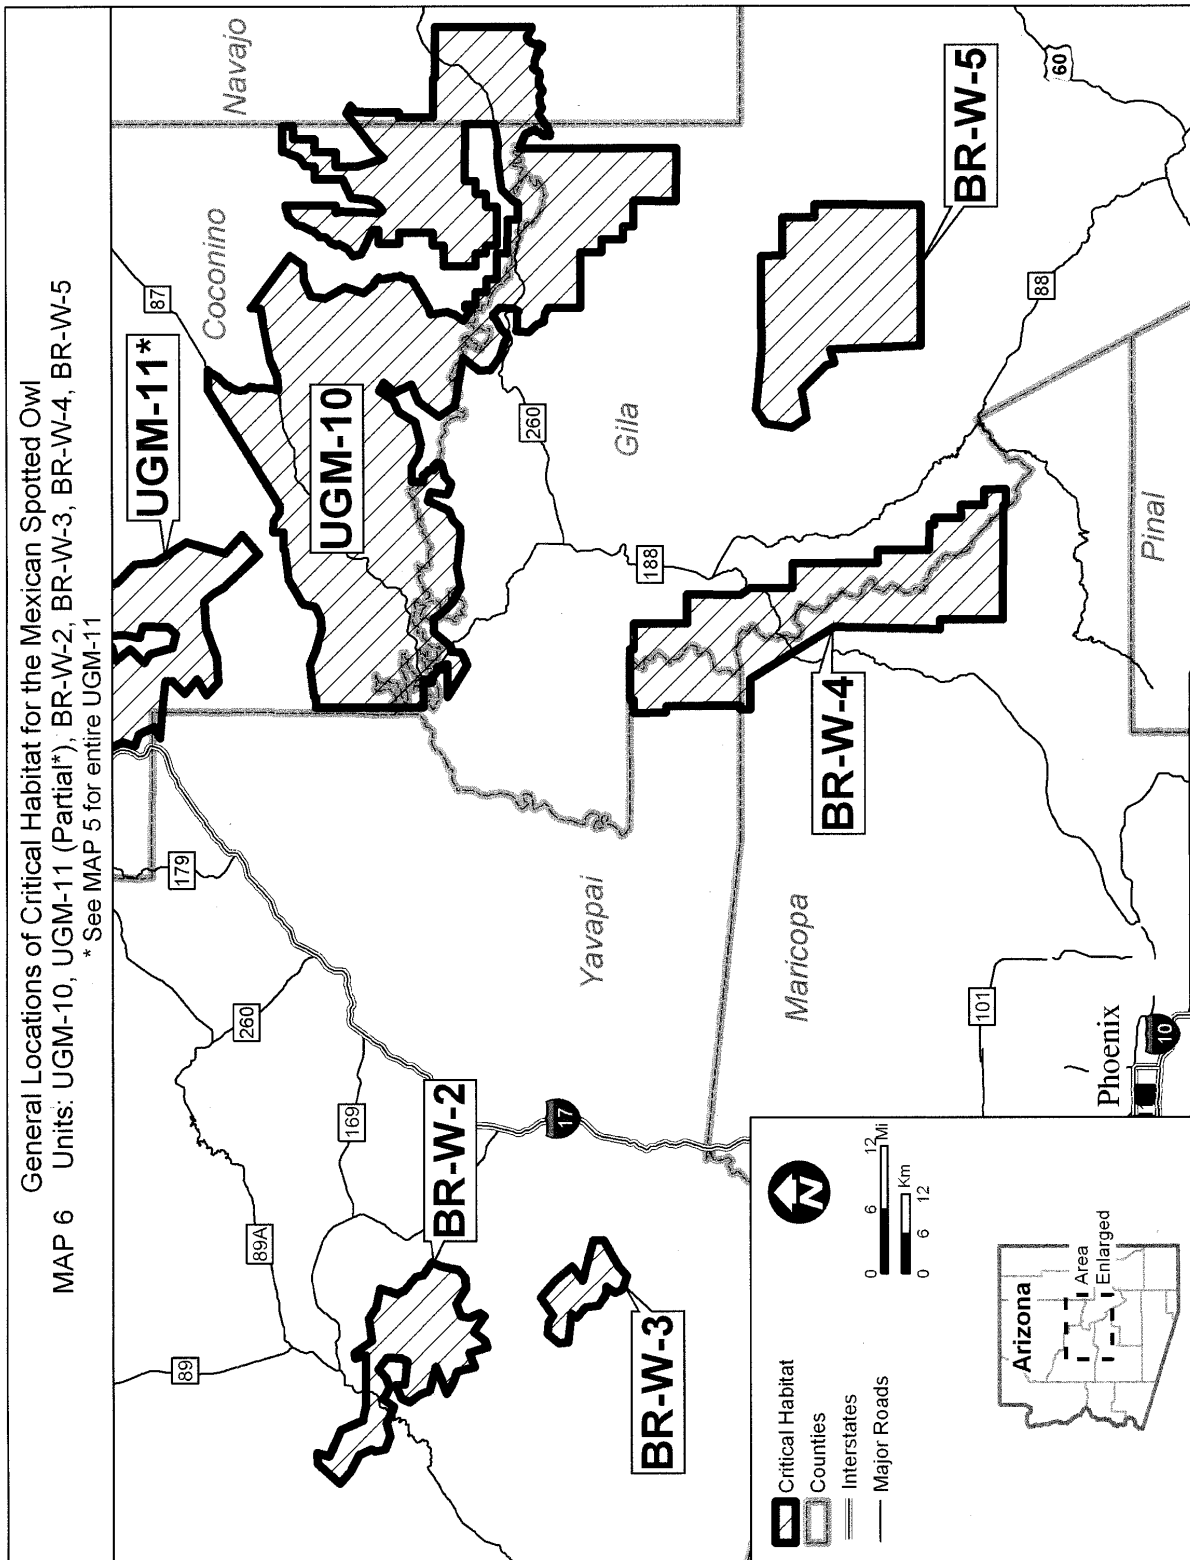 General Locations of Critical Habitat for the Mexican Spotted Owl
MAP 6 Units: UGM-10, UGM-11 (Partial*), BR-W-2, BR-W-3, BR-W-4, BR-W-5
* See MAP 5 for entire UGM-11
89
89A
260
179
87
UGM-11*
Coconino
Navajo
169
UGM-10
BR-W-2
17
260
Gila
BR-W-3
Yavapai
188
BR-W-4
Maricopa
BR-W-5
88
60
101
Phoenix
10
Pinal
Critical Habitat
Counties
Interstates
Major Roads
N
0 6 12
Mi
Km
0 6 12
Arizona
Area
Enlarged